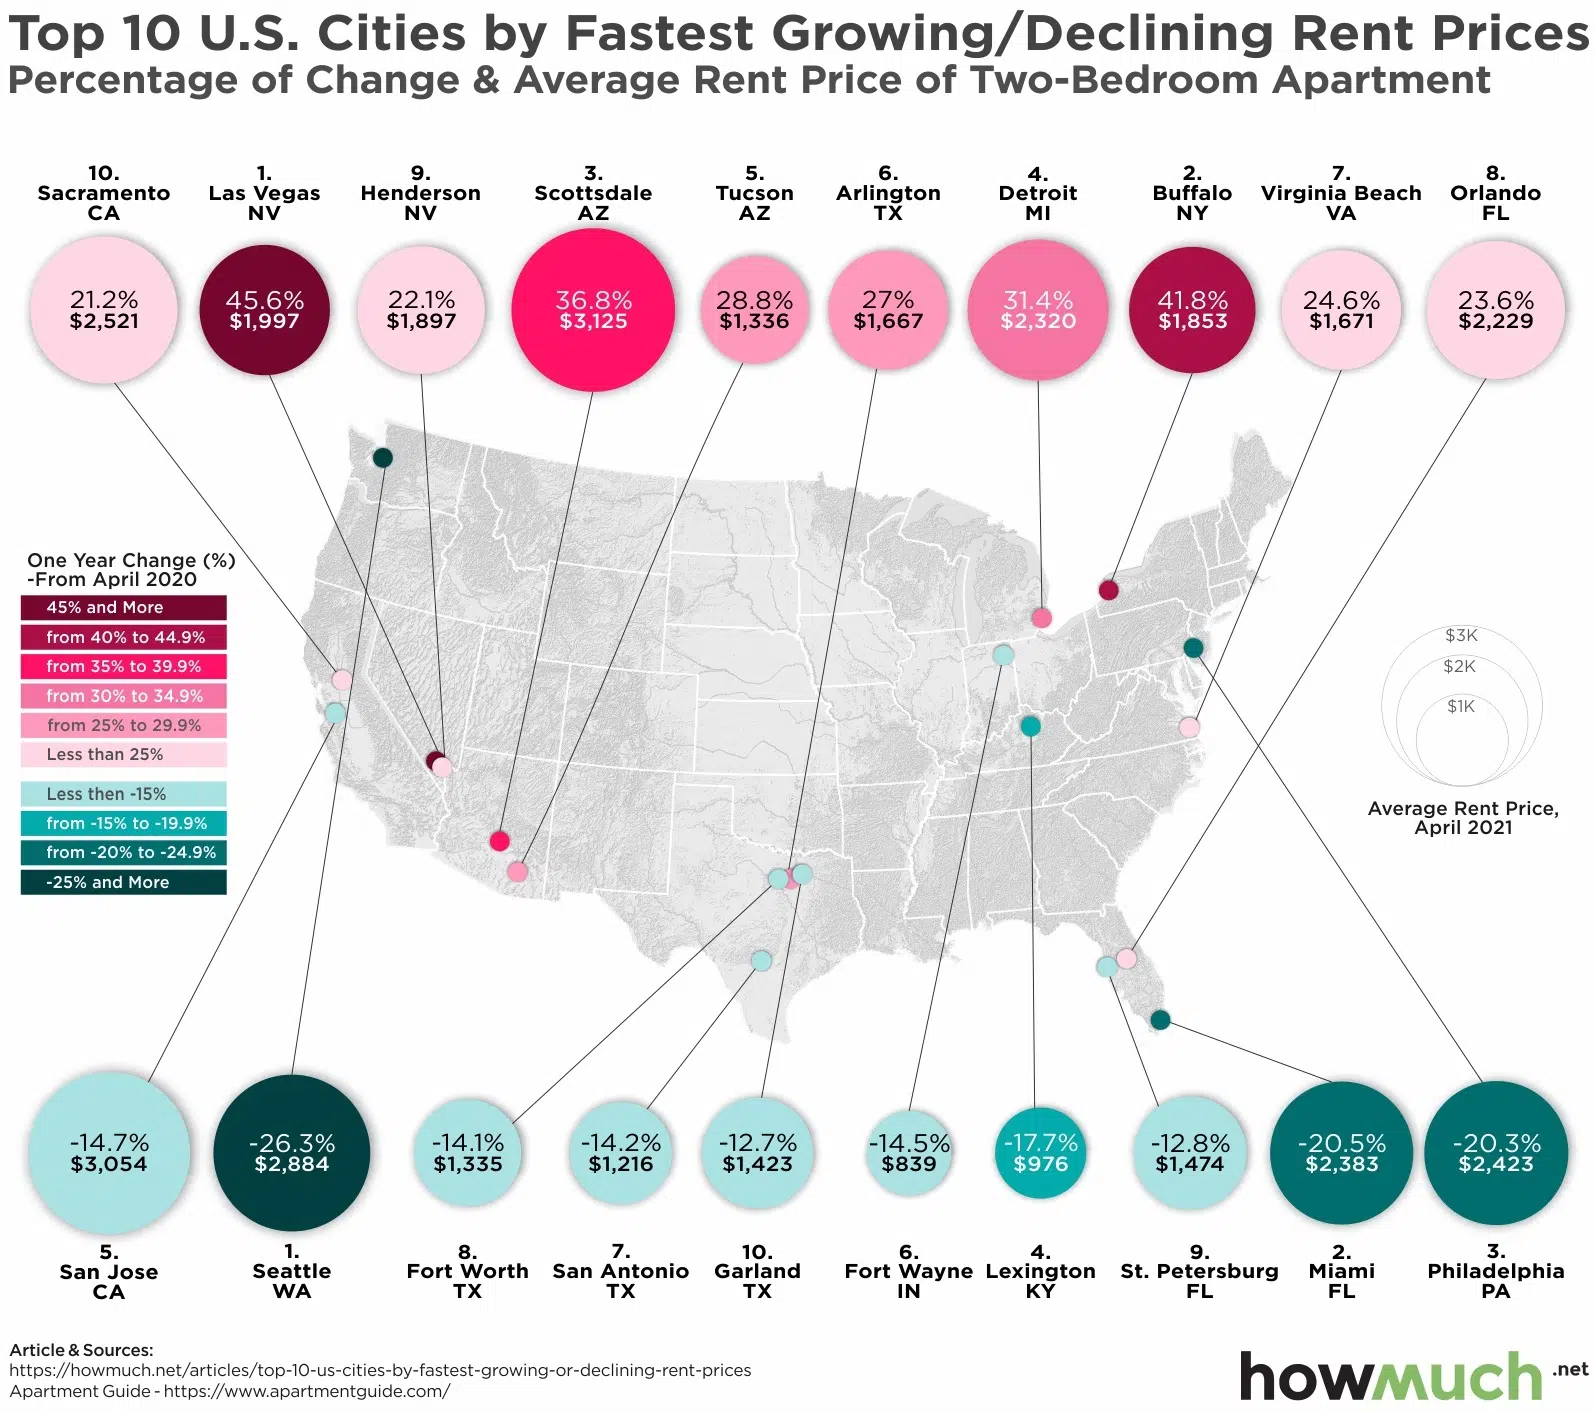 Top 10 U.S. Cities by Fastest Growing/Declining Rent Prices
Percentage of Change & Average Rent Price of Two-Bedroom Apartment
10.
Sacramento
CA
21.2%
$2,521
1.
Las Vegas
NV
45.6%
$1,997
9.
Henderson
NV
22.1%
$1,897
3.
Scottsdale
AZ
36.8%
$3,125
5.
Tucson
AZ
28.8%
$1,336
6.
Arlington
TX
27%
$1,667
4.
Detroit
MI
31.4%
$2,320
2.
Buffalo
NY
41.8%
$1,853
7.
Virginia Beach
VA
24.6%
$1,671
8.
Orlando
FL
23.6%
$2,229
One Year Change (%)
-From April 2020
45% and More
from 40% to 44.9%
from 35% to 39.9%
from 30% to 34.9%
from 25% to 29.9%
Less than 25%
Less then -15%
from -15% to -19.9%
from -20% to -24.9%
-25% and More
$3K
$2K
$1K
Average Rent Price,
April 2021
-14.7%
$3,054
5.
San Jose
CA
-26.3%
$2,884
1.
Seattle
WA
-14.1%
$1,335
8.
Fort Worth
TX
-14.2%
$1,216
7.
San Antonio
TX
-12.7%
$1,423
10.
Garland
TX
-14.5%
$839
6.
Fort Wayne
IN
-17.7%
$976
4.
Lexington
KY
-12.8%
$1,474
9.
St. Petersburg
FL
-20.5%
$2,383
2.
Miami
FL
-20.3%
$2,423
3.
Philadelphia
PA
Article & Sources:
https://howmuch.net/articles/top-10-us-cities-by-fastest-growing-or-declining-rent-prices
Apartment Guide - https://www.apartmentguide.com/
howmuch.net